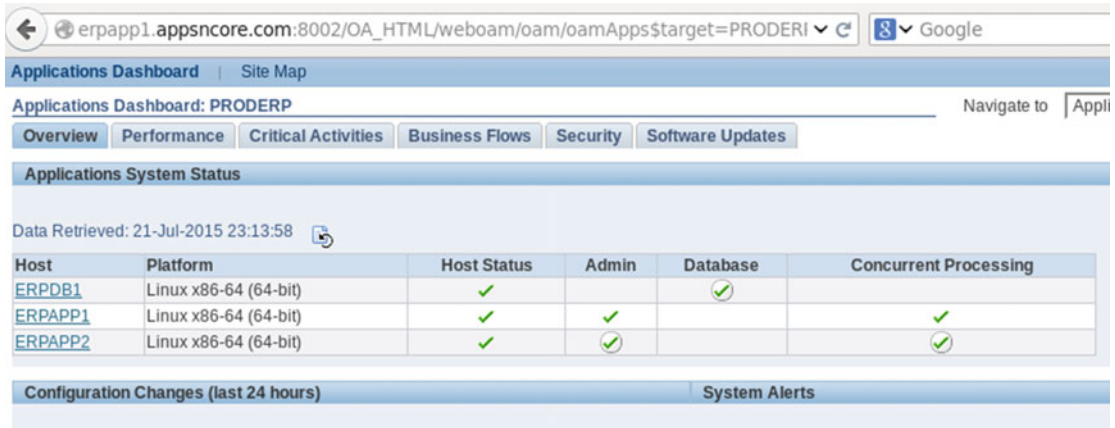 erpapp1.appsncore.com:8002/OA_HTML/weboam/oam/oamApps$target=PRODERI Google
Applications Dashboard | Site Map
Applications Dashboard: PRODERP Navigate to Appli
Overview Performance Critical Activities Business Flows Security Software Updates
Applications System Status
Data Retrieved: 21-Jul-2015 23:13:58
Host Platform Host Status Admin Database Concurrent Processing
ERPDB1 Linux x86-64 (64-bit)
ERPAPP1 Linux x86-64 (64-bit)
ERPAPP2 Linux x86-64 (64-bit)
Configuration Changes (last 24 hours) System Alerts